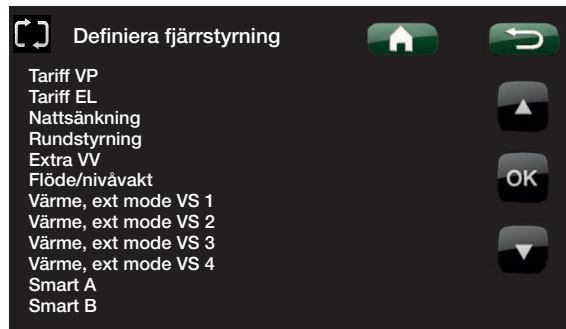 Definiera fjärrstyrning
Tariff VP
Tariff EL
Nattsänkning
Rundstyrning
Extra VV
Flöde/nivåvakt
Värme, ext mode VS 1
Värme, ext mode VS 2
Värme, ext mode VS 3
Värme, ext mode VS 4
Smart A
Smart B
OK